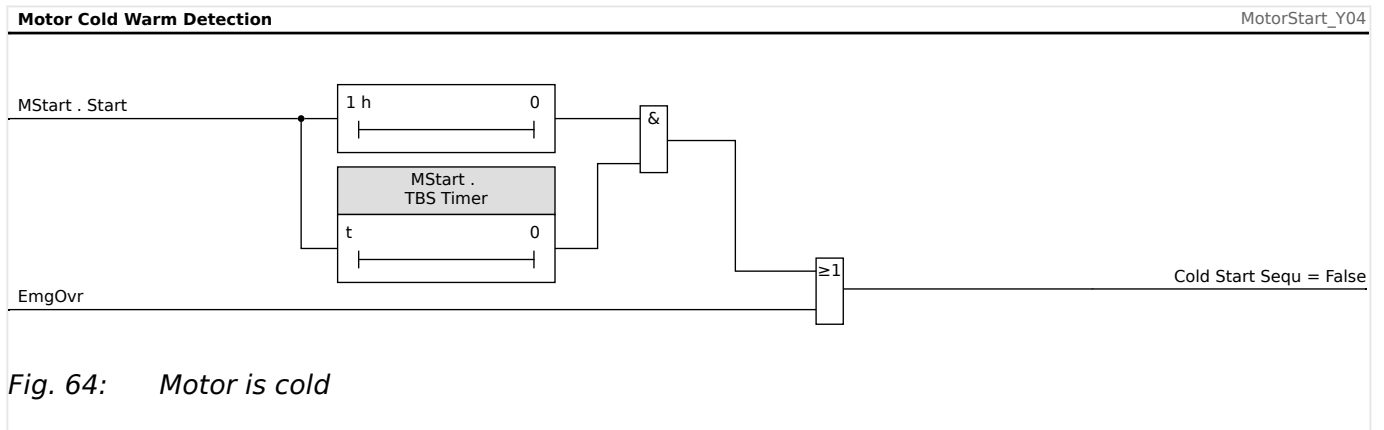 Motor Cold Warm Detection
MotorStart_Y04
MStart . Start
1 h 0
&
MStart .
TBS Timer
t 0
≥1
Cold Start Sequ = False
EmgOvr
Fig. 64: Motor is cold